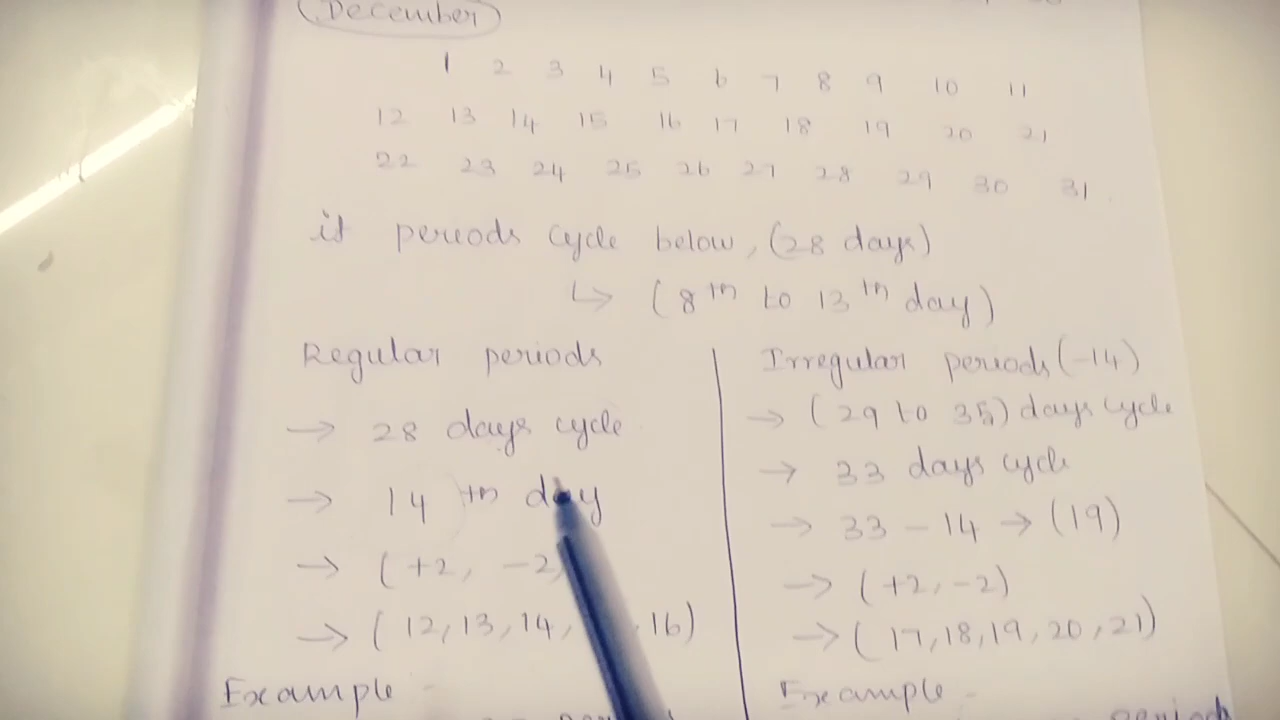 (December)
1 2 3 4 5 6 7 8 9 10 11
12 13 14 15 16 17 18 19 20 21
22 23 24 25 26 27 28 29 30 31
if periods cycle below, (28 days)
↳ (8th to 13th day)
Regular periods
→ 28 days cycle
→ 14th day
→ (+2, -2
→ (12, 13, 14, , 16)
Example -
Irregular periods (-14)
→ (29 to 35) days cycle
→ 33 days cycle
→ 33 - 14 → (19)
→ (+2, -2)
→ (17, 18, 19, 20, 21)
Example -
period